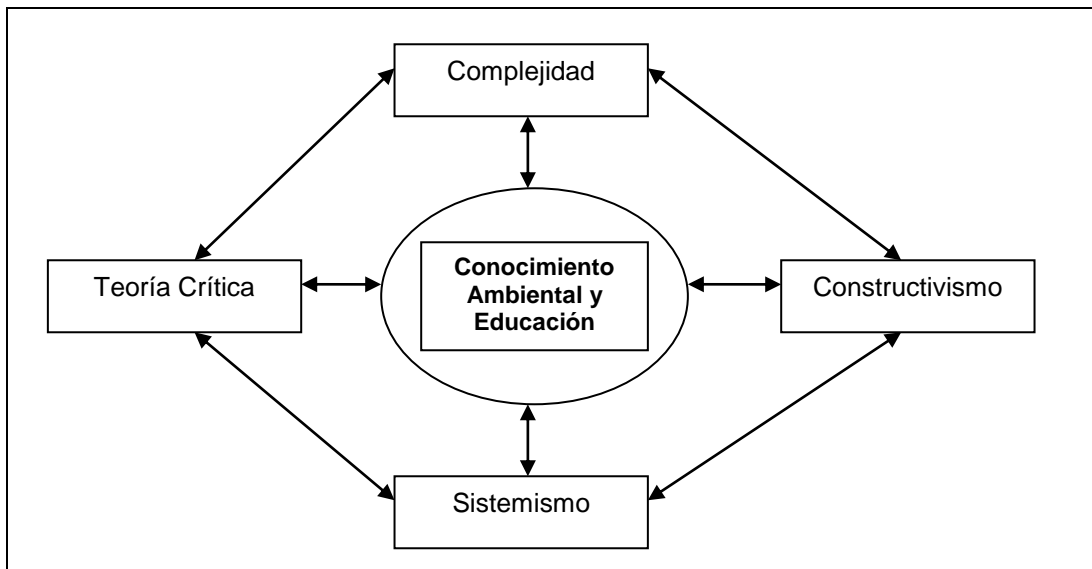 Complejidad
Teoría Crítica
Conocimiento
Ambiental y
Educación
Constructivismo
Sistemismo